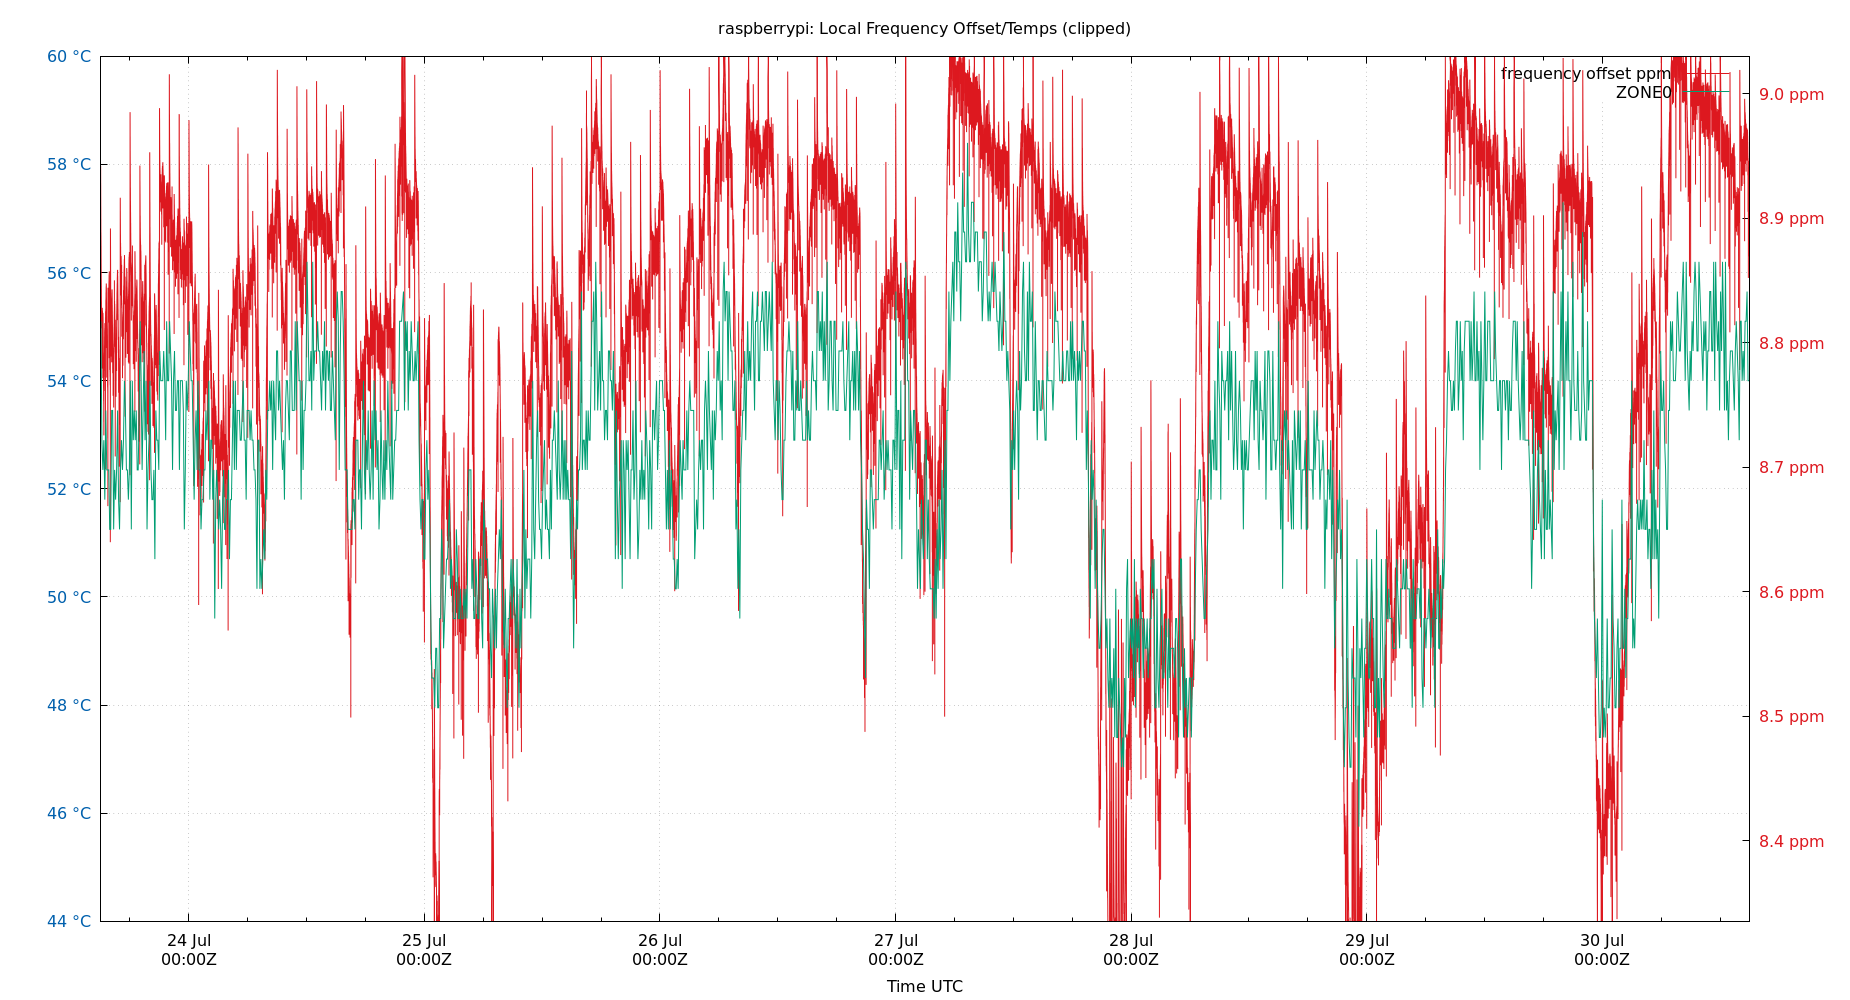 raspberrypi: Local Frequency Offset/Temps (clipped)
60 °C
58 °C
56 °C
54 °C
52 °C
50 °C
48 °C
46 °C
44 °C
frequency offset ppm
ZONE0
9.0 ppm
8.9 ppm
8.8 ppm
8.7 ppm
8.6 ppm
8.5 ppm
8.4 ppm
24 Jul 25 Jul 26 Jul 27 Jul 28 Jul 29 Jul 30 Jul
00:00Z 00:00Z 00:00Z 00:00Z 00:00Z 00:00Z 00:00Z
Time UTC